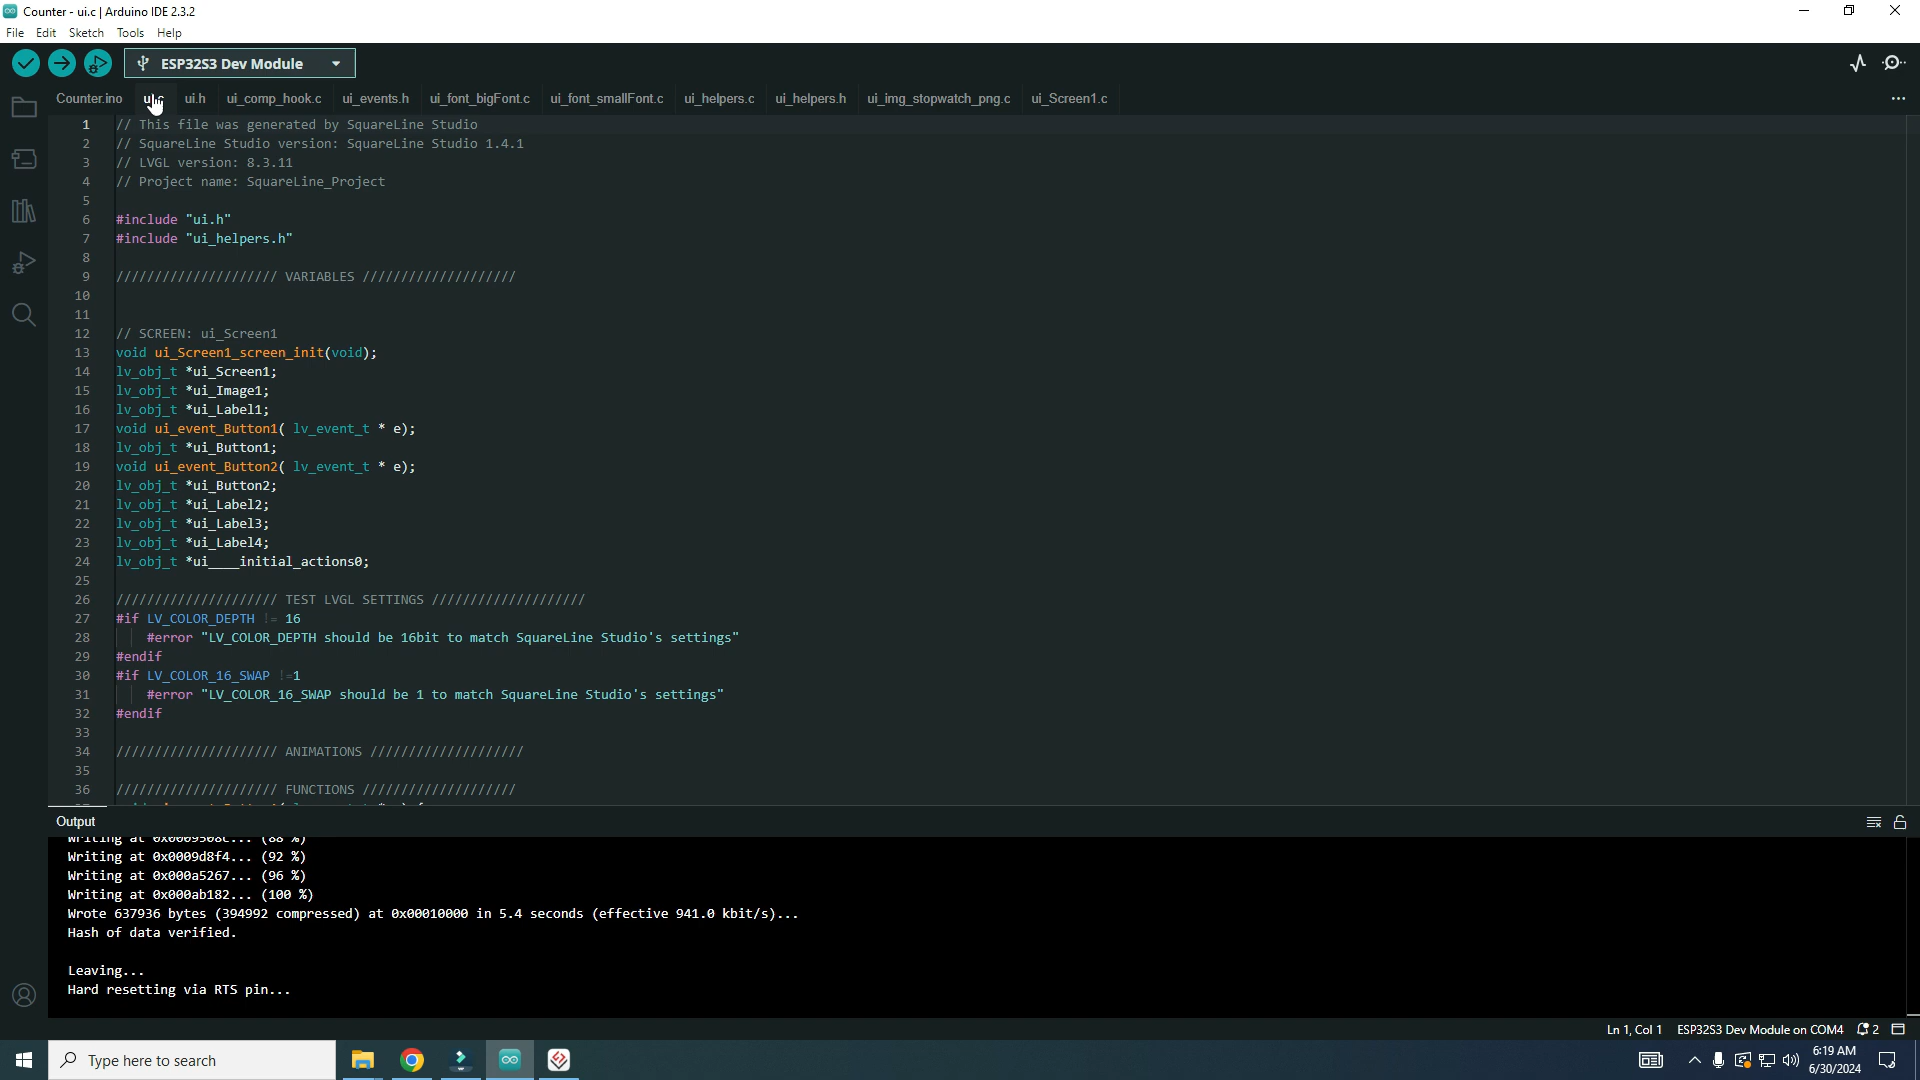 Counter - ui.c | Arduino IDE 2.3.2
File Edit Sketch Tools Help
ESP32S3 Dev Module
Counter.ino ui.c ui.h ui_comp_hook.c ui_events.h ui_font_bigFont.c ui_font_smallFont.c ui_helpers.c ui_helpers.h ui_img_stopwatch_png.c ui_Screen1.c
1 // This file was generated by SquareLine Studio
2 // SquareLine Studio version: SquareLine Studio 1.4.1
3 // LVGL version: 8.3.11
4 // Project name: SquareLine_Project
5
6 #include "ui.h"
7 #include "ui_helpers.h"
8
9 ///////////////////// VARIABLES ////////////////////
10
11
12 // SCREEN: ui_Screen1
13 void ui_Screen1_screen_init(void);
14 lv_obj_t *ui_Screen1;
15 lv_obj_t *ui_Image1;
16 lv_obj_t *ui_Label1;
17 void ui_event_Button1( lv_event_t * e);
18 lv_obj_t *ui_Button1;
19 void ui_event_Button2( lv_event_t * e);
20 lv_obj_t *ui_Button2;
21 lv_obj_t *ui_Label2;
22 lv_obj_t *ui_Label3;
23 lv_obj_t *ui_Label4;
24 lv_obj_t *ui____initial_actions0;
25
26 ///////////////////// TEST LVGL SETTINGS ////////////////////
27 #if LV_COLOR_DEPTH != 16
28 #error "LV_COLOR_DEPTH should be 16bit to match SquareLine Studio's settings"
29 #endif
30 #if LV_COLOR_16_SWAP !=1
31 #error "LV_COLOR_16_SWAP should be 1 to match SquareLine Studio's settings"
32 #endif
33
34 ///////////////////// ANIMATIONS ////////////////////
35
36 ///////////////////// FUNCTIONS ////////////////////
Output
Writing at 0x0009508c... (88 %)
Writing at 0x0009d8f4... (92 %)
Writing at 0x000a5267... (96 %)
Writing at 0x000ab182... (100 %)
Wrote 637936 bytes (394992 compressed) at 0x00010000 in 5.4 seconds (effective 941.0 kbit/s)...
Hash of data verified.
Leaving...
Hard resetting via RTS pin...
Ln 1, Col 1 ESP32S3 Dev Module on COM4 2
Type here to search
6:19 AM
6/30/2024